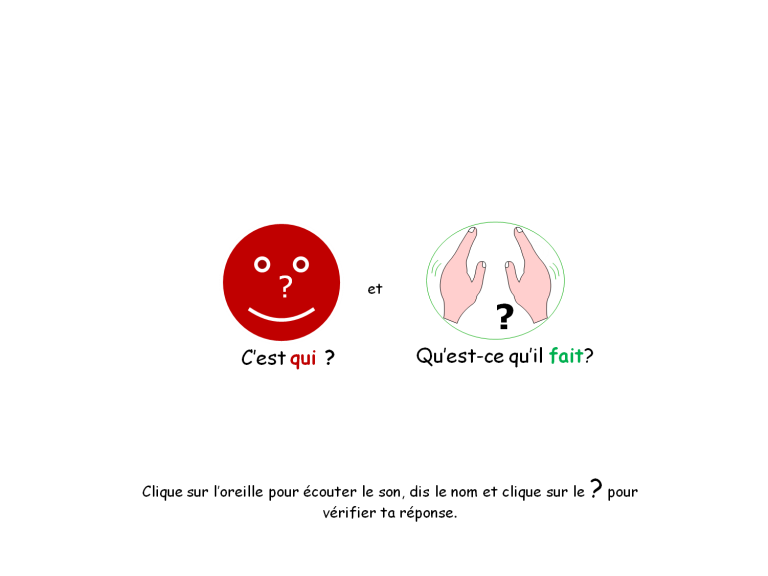 ?
et
?
C'est qui ?
Qu'est-ce qu'il fait?
Clique sur l'oreille pour écouter le son, dis le nom et clique sur le ? pour
vérifier ta réponse.